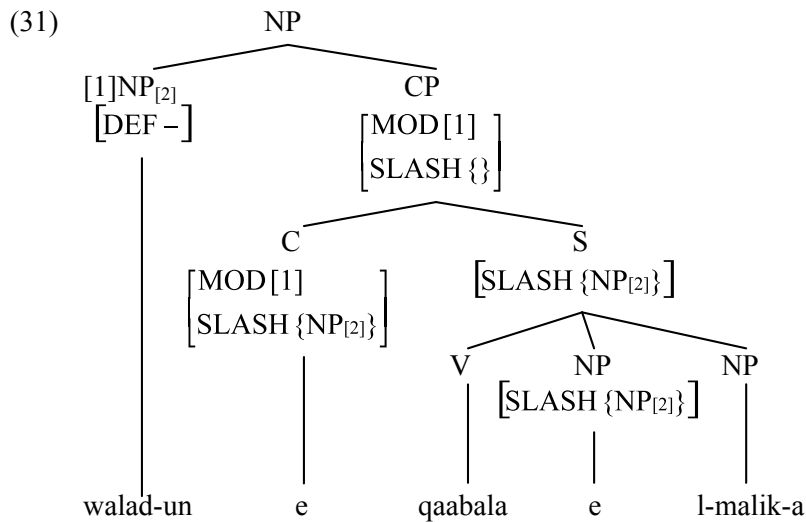 (31) NP
[1]NP[2] CP
[DEF –] [MOD [1]
SLASH {}]
C S
[MOD [1] [SLASH {NP[2]}]
SLASH {NP[2]}]
V NP NP
[SLASH {NP[2]}]
walad-un e qaabala e l-malik-a